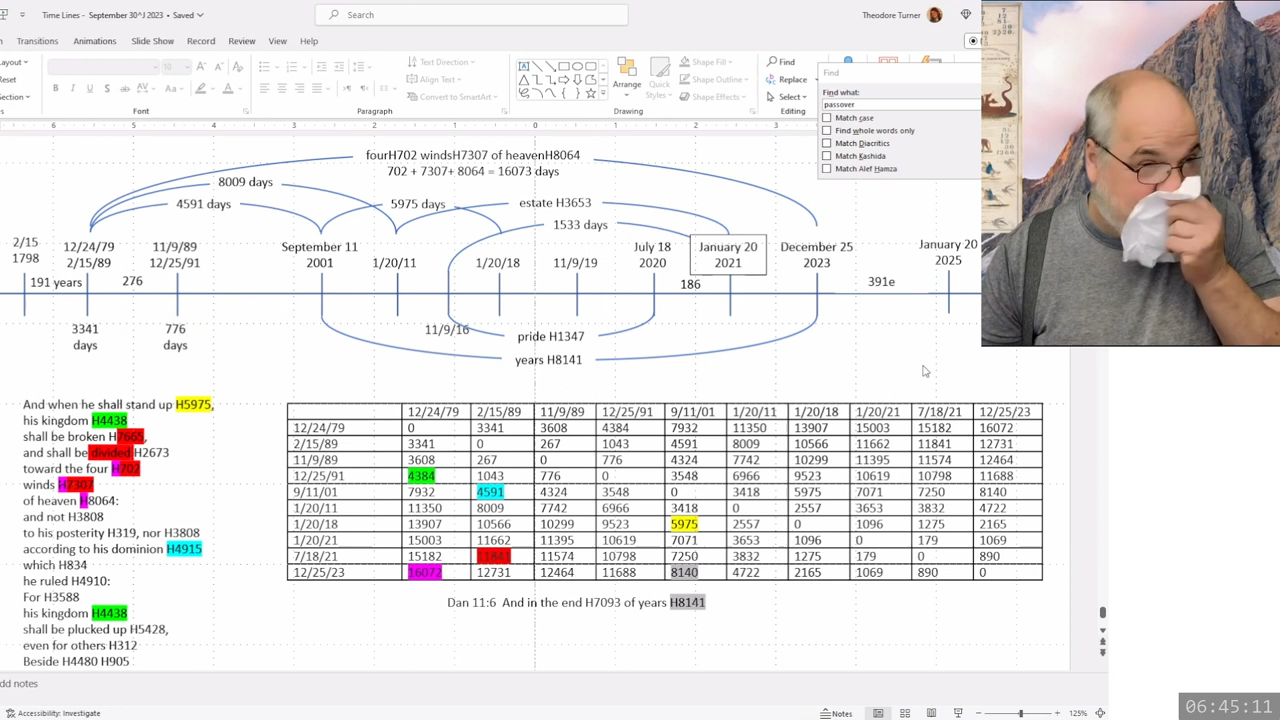 Time Lines - September 30^J 2023 • Saved
Search
Theodore Turner
Transitions Animations Slide Show Record Review View Help
Layout
Reset
Section
Font
Text Direction
Align Text
Convert to SmartArt
Paragraph
Arrange
Quick
Styles
Shape Fill
Shape Outline
Shape Effects
Drawing
Find
Replace
Select
Editing
Find
Find what:
passover
Match case
Find whole words only
Match Diacritics
Match Kashida
Match Alef Hamza
6 5 4 3 2 1 0 1 2 3
fourH702 windsH7307 of heavenH8064
702 + 7307+ 8064 = 16073 days
8009 days
4591 days
5975 days
estate H3653
1533 days
2/15
1798
12/24/79
2/15/89
11/9/89
12/25/91
September 11
2001
1/20/11
1/20/18
11/9/19
July 18
2020
January 20
2021
December 25
2023
January 20
2025
191 years
276
186
391e
3341
days
776
days
11/9/16
pride H1347
years H8141
And when he shall stand up H5975,
his kingdom H4438
shall be broken H7665,
and shall be divided H2673
toward the four H702
winds H7307
of heaven H8064:
and not H3808
to his posterity H319, nor H3808
according to his dominion H4915
which H834
he ruled H4910:
For H3588
his kingdom H4438
shall be plucked up H5428,
even for others H312
Beside H4480 H905
12/24/79 2/15/89 11/9/89 12/25/91 9/11/01 1/20/11 1/20/18 1/20/21 7/18/21 12/25/23
12/24/79 0 3341 3608 4384 7932 11350 13907 15003 15182 16072
2/15/89 3341 0 267 1043 4591 8009 10566 11662 11841 12731
11/9/89 3608 267 0 776 4324 7742 10299 11395 11574 12464
12/25/91 4384 1043 776 0 3548 6966 9523 10619 10798 11688
9/11/01 7932 4591 4324 3548 0 3418 5975 7071 7250 8140
1/20/11 11350 8009 7742 6966 3418 0 2557 3653 3832 4722
1/20/18 13907 10566 10299 9523 5975 2557 0 1096 1275 2165
1/20/21 15003 11662 11395 10619 7071 3653 1096 0 179 1069
7/18/21 15182 11841 11574 10798 7250 3832 1275 179 0 890
12/25/23 16072 12731 12464 11688 8140 4722 2165 1069 890 0
Dan 11:6 And in the end H7093 of years H8141
dd notes
Accessibility: Investigate
Notes
125%
06:45:11